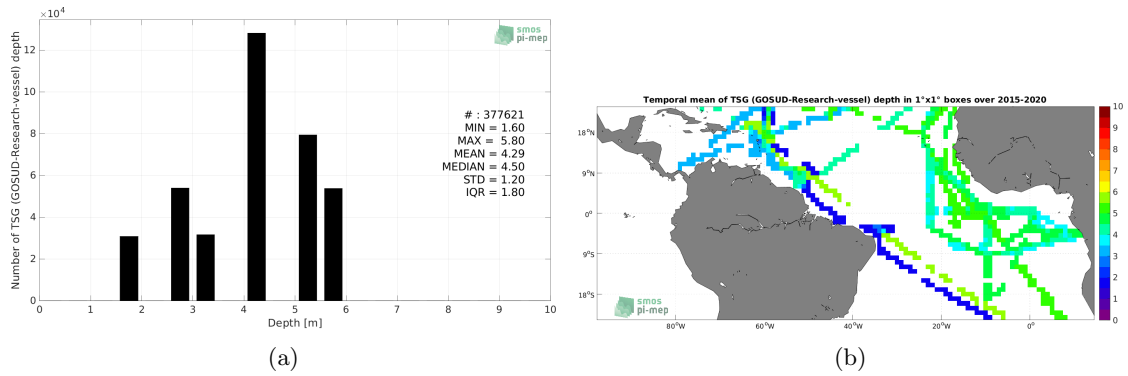 ×10⁴
smos
pi-mep
Number of TSG (GOSUD-Research-vessel) depth
12
10
8
6
4
2
0
# : 377621
MIN = 1.60
MAX = 5.80
MEAN = 4.29
MEDIAN = 4.50
STD = 1.20
IQR = 1.80
0 1 2 3 4 5 6 7 8 9 10
Depth [m]
(a)
Temporal mean of TSG (GOSUD-Research-vessel) depth in 1°x1° boxes over 2015-2020
18°N
9°N
0°
9°S
18°S
smos
pi-mep
80°W 60°W 40°W 20°W 0°
10
9
8
7
6
5
4
3
2
1
0
(b)